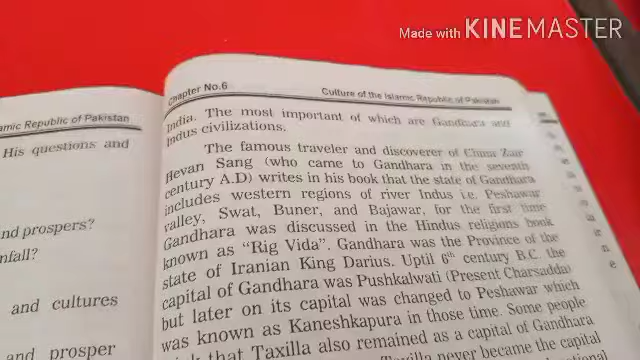 Made with KINEMASTER
amic Republic of Pakistan
His questions and
nd prospers?
nfall?
and cultures
and prosper
Chapter No.6
Culture of the Islamic Republic of Pakistan
India. The most important of which are Gandhara and
Indus civilizations.
The famous traveler and discoverer of China Zair
Hevan Sang (who came to Gandhara in the seventh
century A.D) writes in his book that the state of Gandhara
includes western regions of river Indus i.e. Peshawar
valley, Swat, Buner, and Bajawar, for the first time
Gandhara was discussed in the Hindus religions book
known as “Rig Vida”. Gandhara was the Province of the
state of Iranian King Darius. Uptil 6th century B.C. the
capital of Gandhara was Pushkalwati (Present Charsadda)
but later on its capital was changed to Peshawar which
was known as Kaneshkapura in those time. Some people
that Taxilla also remained as a capital of Gandhara
Taxilla never became the capital